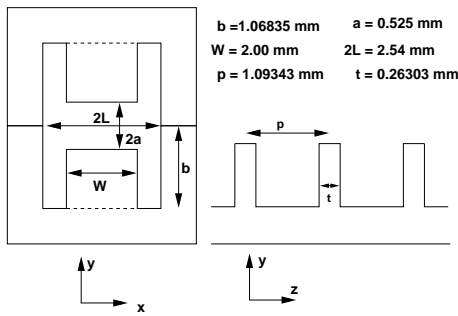 b =1.06835 mm a = 0.525 mm
W = 2.00 mm 2L = 2.54 mm
p = 1.09343 mm t = 0.26303 mm
2L
2a
b
W
p
t
y
x
y
z